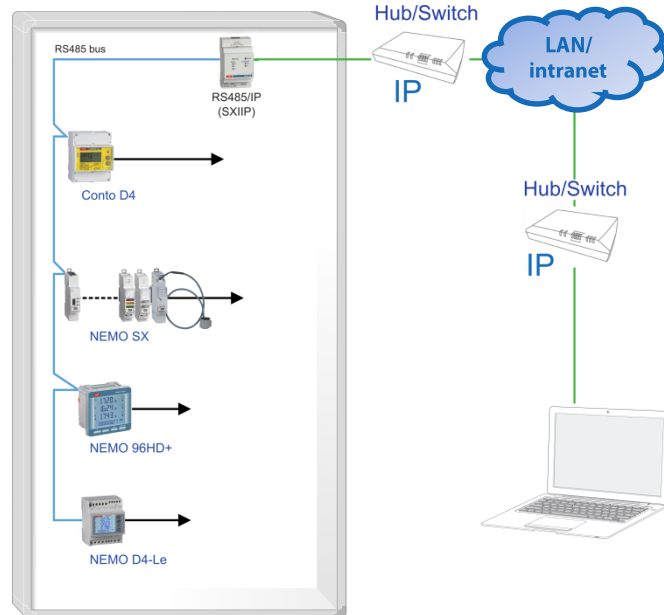 Hub/Switch
IP
LAN/
intranet
RS485 bus
RS485/IP
(SXIIP)
Conto D4
Hub/Switch
IP
NEMO SX
NEMO 96HD+
NEMO D4-Le